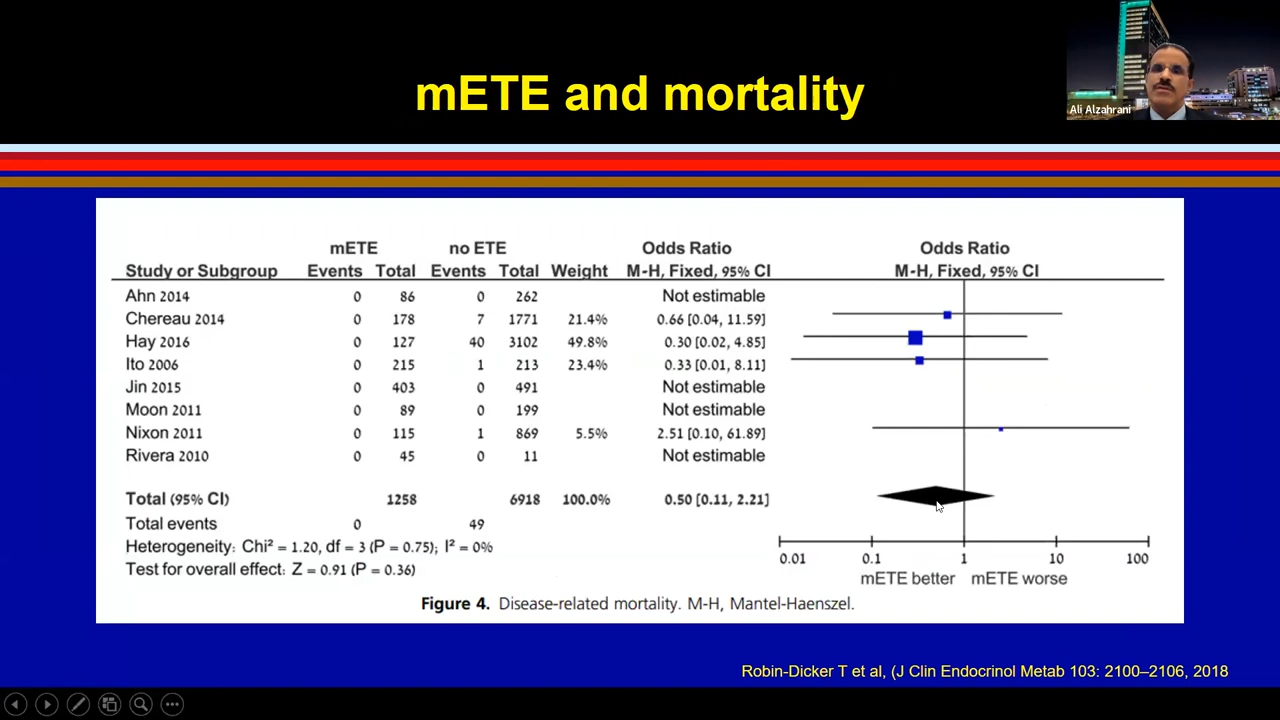 mETE and mortality
Ali Alzahrani
mETE no ETE Odds Ratio Odds Ratio
Study or Subgroup Events Total Events Total Weight M-H, Fixed, 95% CI M-H, Fixed, 95% CI
Ahn 2014 0 86 0 262 Not estimable
Chereau 2014 0 178 7 1771 21.4% 0.66 [0.04, 11.59]
Hay 2016 0 127 40 3102 49.8% 0.30 [0.02, 4.85]
Ito 2006 0 215 1 213 23.4% 0.33 [0.01, 8.11]
Jin 2015 0 403 0 491 Not estimable
Moon 2011 0 89 0 199 Not estimable
Nixon 2011 0 115 1 869 5.5% 2.51 [0.10, 61.89]
Rivera 2010 0 45 0 11 Not estimable
Total (95% CI) 1258 6918 100.0% 0.50 [0.11, 2.21]
Total events 0 49
Heterogeneity: Chi² = 1.20, df = 3 (P = 0.75); I² = 0%
Test for overall effect: Z = 0.91 (P = 0.36)
0.01 0.1 1 10 100
mETE better mETE worse
Figure 4. Disease-related mortality. M-H, Mantel-Haenszel.
Robin-Dicker T et al, (J Clin Endocrinol Metab 103: 2100–2106, 2018